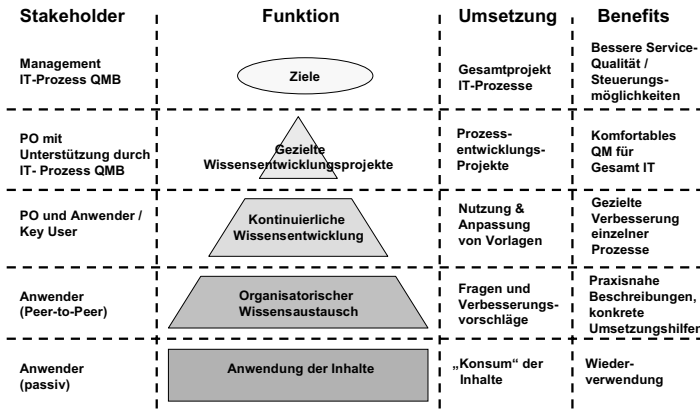 Stakeholder
Funktion
Umsetzung
Benefits
Management
IT-Prozess QMB
Ziele
Gesamtprojekt
IT-Prozesse
Bessere Service-
Qualität /
Steuerungs-
möglichkeiten
PO mit
Unterstützung durch
IT- Prozess QMB
Gezielte
Wissensentwicklungsprojekte
Prozess-
entwicklungs-
Projekte
Komfortables
QM für
Gesamt IT
PO und Anwender /
Key User
Kontinuierliche
Wissensentwicklung
Nutzung &
Anpassung
von Vorlagen
Gezielte
Verbesserung
einzelner
Prozesse
Anwender
(Peer-to-Peer)
Organisatorischer
Wissensaustausch
Fragen und
Verbesserungs-
vorschläge
Praxisnahe
Beschreibungen,
konkrete
Umsetzungshilfen
Anwender
(passiv)
Anwendung der Inhalte
„Konsum“ der
Inhalte
Wieder-
verwendung